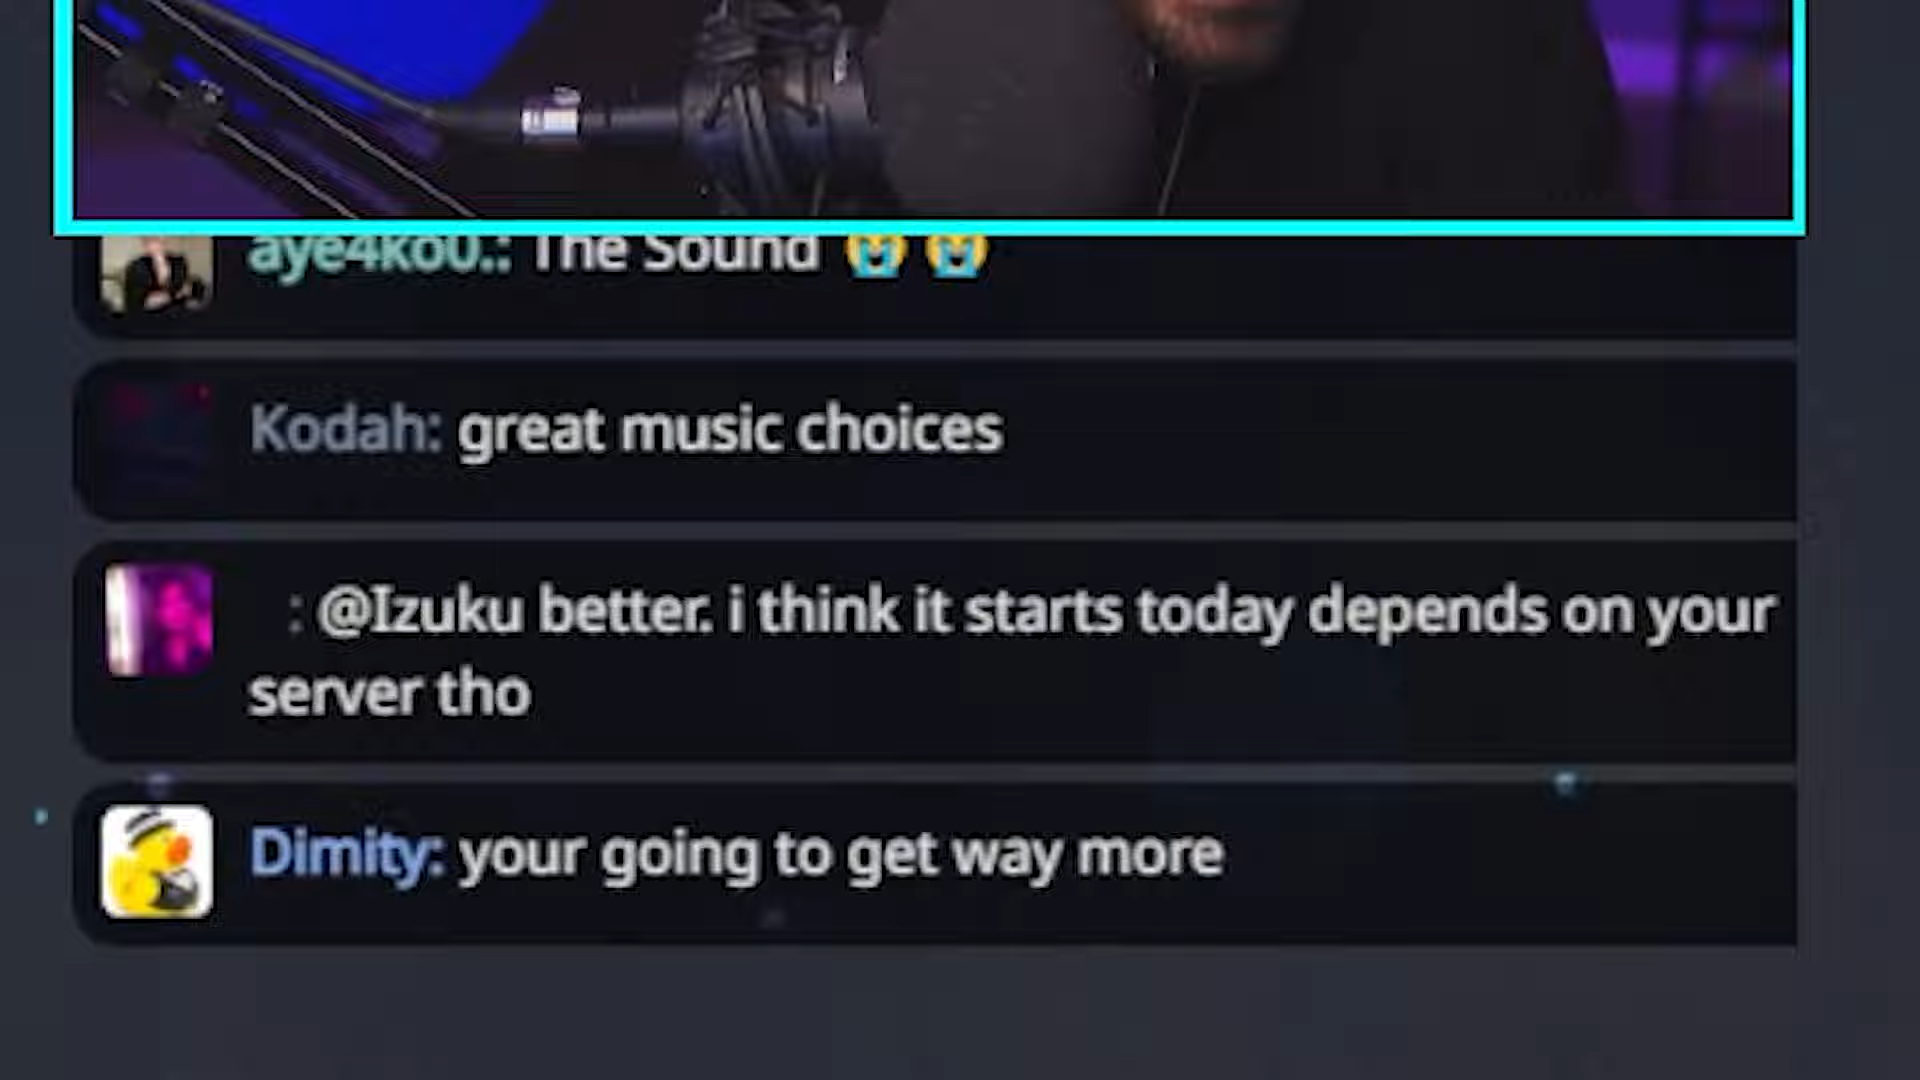 aye4ko0.: The Sound 😭 😭
Kodah: great music choices
: @Izuku better. i think it starts today depends on your
server tho
Dimity: your going to get way more